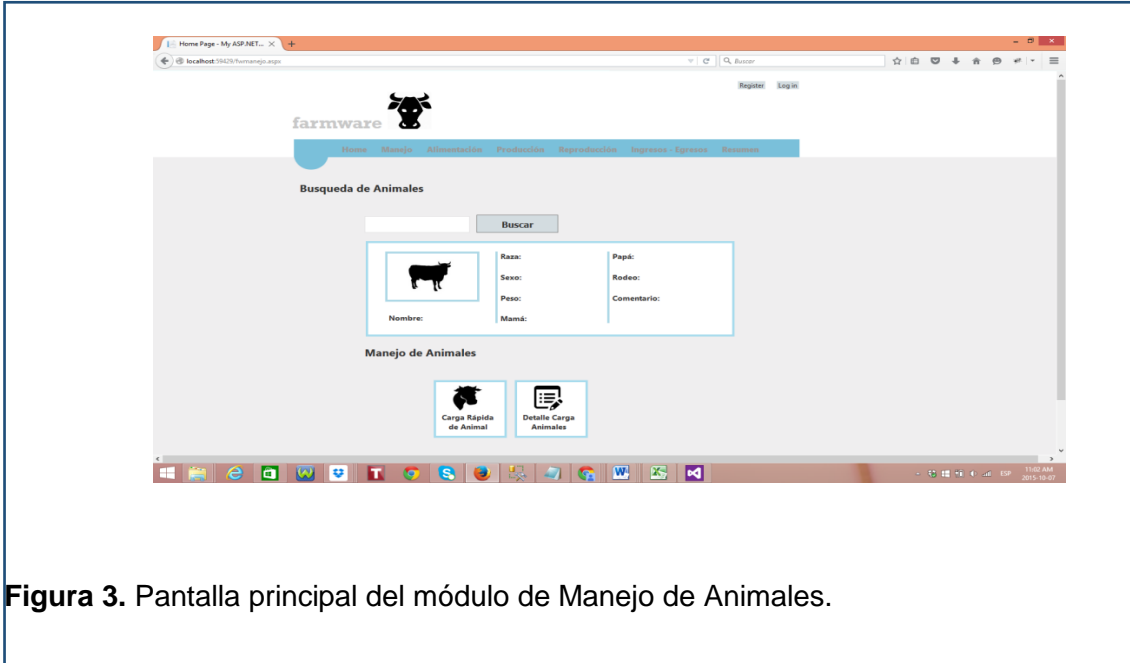 Home Page - My ASP.NET...
localhost:59429/fwmanejo.aspx
Buscar
Register Log in
farmware
Home Manejo Alimentación Producción Reproducción Ingresos - Egresos Resumen
Busqueda de Animales
Buscar
Raza: Papá:
Sexo: Rodeo:
Peso: Comentario:
Nombre: Mamá:
Manejo de Animales
Carga Rápida de Animal
Detalle Carga Animales
ESP 11:02 AM
2015-10-07
Figura 3. Pantalla principal del módulo de Manejo de Animales.